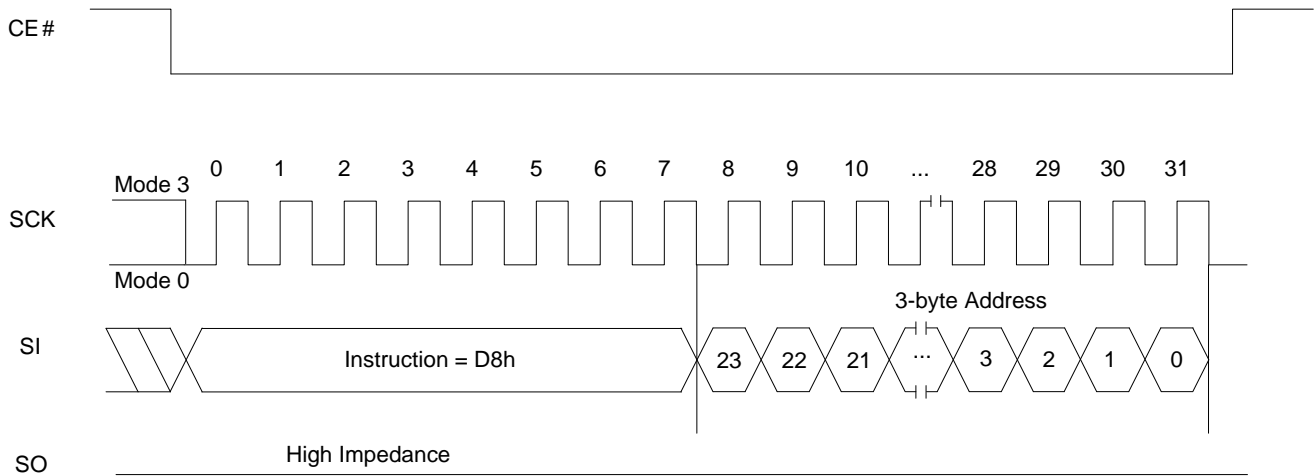 CE #
0 1 2 3 4 5 6 7 8 9 10 ... 28 29 30 31
Mode 3
SCK
Mode 0
3-byte Address
SI
Instruction = D8h
23 22 21 ... 3 2 1 0
High Impedance
SO